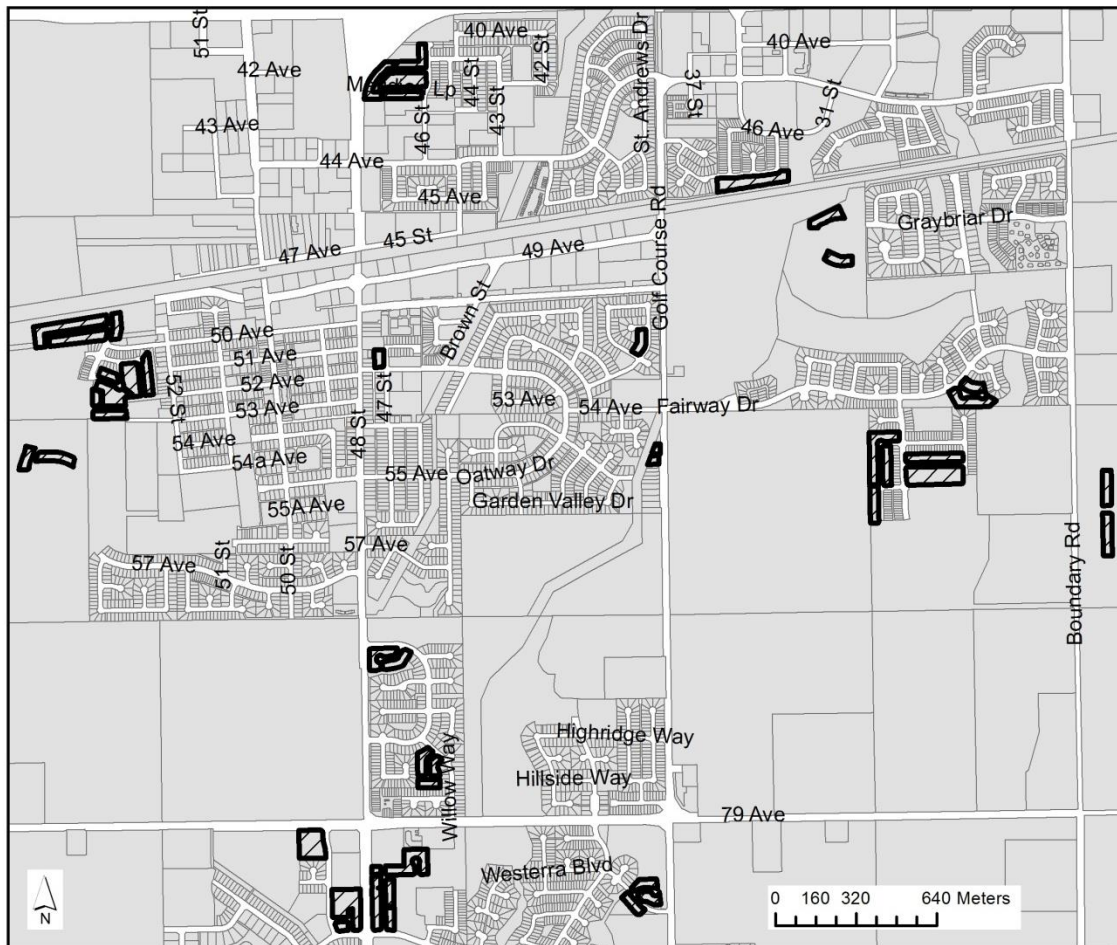 51 St
40 Ave
42 Ave
44 St
42 St
St. Andrews Dr
40 Ave
37 St
31 St
Lp
46 St
43 St
43 Ave
46 Ave
44 Ave
45 Ave
Graybriar Dr
45 St
47 Ave
49 Ave
Golf Course Rd
Brown St
50 Ave
51 Ave
52 Ave
52 St
47 St
53 Ave
53 Ave
54 Ave
Fairway Dr
48 St
54 Ave
54a Ave
55 Ave
Oatway Dr
Garden Valley Dr
55A Ave
57 Ave
57 Ave
51 St
50 St
Boundary Rd
Highridge Way
Hillside Way
Willow Way
79 Ave
Westerra Blvd
N
0 160 320 640 Meters